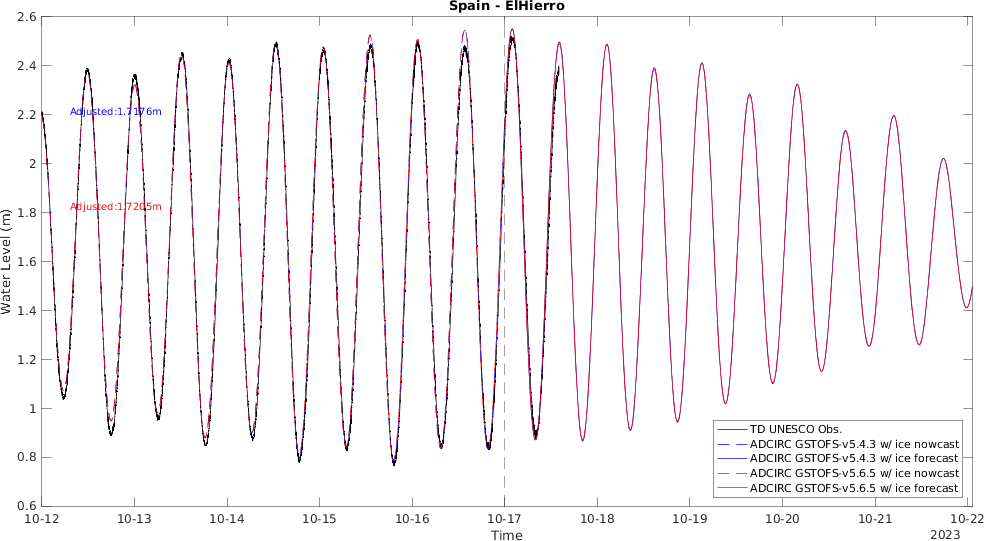 Spain - ElHierro
2.6
2.4
2.2
2
1.8
1.6
1.4
1.2
1
0.8
0.6
Water Level (m)
Adjusted:1.7176m
Adjusted:1.7205m
TD UNESCO Obs.
ADCIRC GSTOFS-v5.4.3 w/ ice nowcast
ADCIRC GSTOFS-v5.4.3 w/ ice forecast
ADCIRC GSTOFS-v5.6.5 w/ ice nowcast
ADCIRC GSTOFS-v5.6.5 w/ ice forecast
10-12 10-13 10-14 10-15 10-16 10-17 10-18 10-19 10-20 10-21 10-22
Time
2023